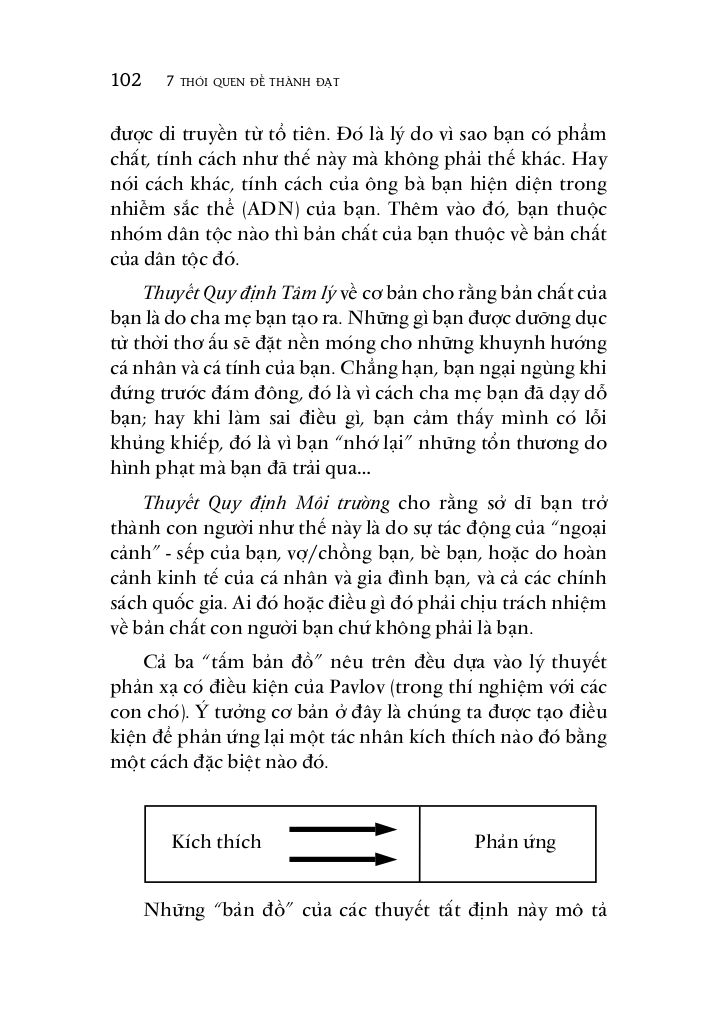 102 7 THÓI QUEN ĐỂ THÀNH ĐẠT
được di truyền từ tổ tiên. Đó là lý do vì sao bạn có phẩm
chất, tính cách như thế này mà không phải thế khác. Hay
nói cách khác, tính cách của ông bà bạn hiện diện trong
nhiễm sắc thể (ADN) của bạn. Thêm vào đó, bạn thuộc
nhóm dân tộc nào thì bản chất của bạn thuộc về bản chất
của dân tộc đó.
Thuyết Quy định Tâm lý về cơ bản cho rằng bản chất của
bạn là do cha mẹ bạn tạo ra. Những gì bạn được dưỡng dục
từ thời thơ ấu sẽ đặt nền móng cho những khuynh hướng
cá nhân và cá tính của bạn. Chẳng hạn, bạn ngại ngùng khi
đứng trước đám đông, đó là vì cách cha mẹ bạn đã dạy dỗ
bạn; hay khi làm sai điều gì, bạn cảm thấy mình có lỗi
khủng khiếp, đó là vì bạn “nhớ lại” những tổn thương do
hình phạt mà bạn đã trải qua...
Thuyết Quy định Môi trường cho rằng sở dĩ bạn trở
thành con người như thế này là do sự tác động của “ngoại
cảnh” - sếp của bạn, vợ/chồng bạn, bè bạn, hoặc do hoàn
cảnh kinh tế của cá nhân và gia đình bạn, và cả các chính
sách quốc gia. Ai đó hoặc điều gì đó phải chịu trách nhiệm
về bản chất con người bạn chứ không phải là bạn.
Cả ba “tấm bản đồ” nêu trên đều dựa vào lý thuyết
phản xạ có điều kiện của Pavlov (trong thí nghiệm với các
con chó). Ý tưởng cơ bản ở đây là chúng ta được tạo điều
kiện để phản ứng lại một tác nhân kích thích nào đó bằng
một cách đặc biệt nào đó.
Kích thích Phản ứng
Những “bản đồ” của các thuyết tất định này mô tả